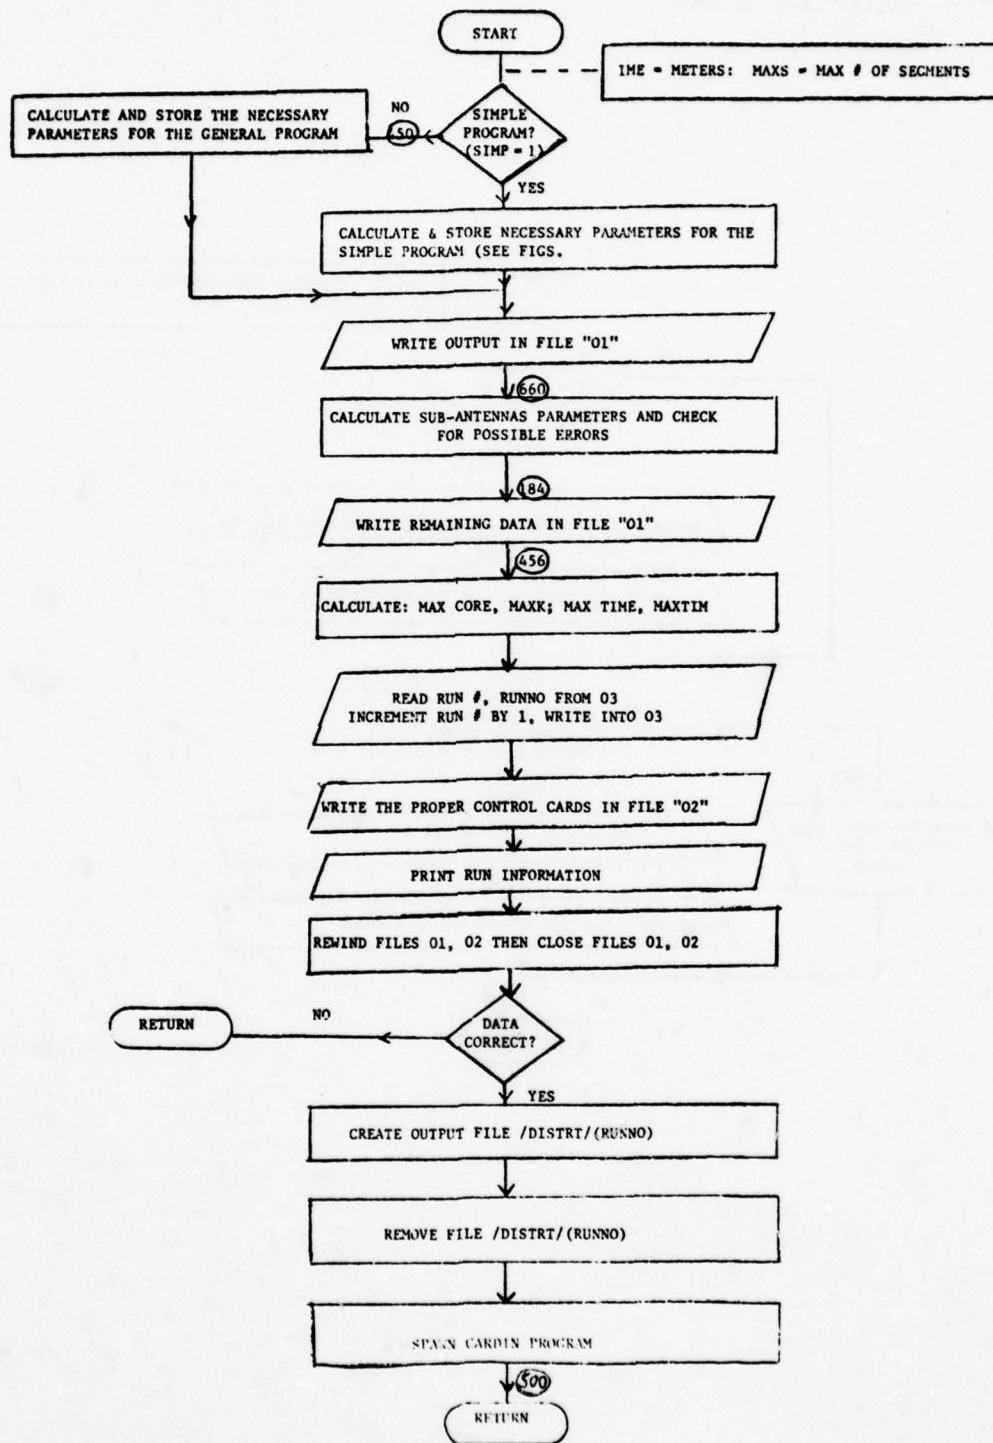 START
IME = METERS: MAXS = MAX # OF SEGMENTS
CALCULATE AND STORE THE NECESSARY
PARAMETERS FOR THE GENERAL PROGRAM
NO
SIMPLE
PROGRAM?
(SIMP = 1)
YES
CALCULATE & STORE NECESSARY PARAMETERS FOR THE
SIMPLE PROGRAM (SEE FIGS.
WRITE OUTPUT IN FILE "01"
660
CALCULATE SUB-ANTENNAS PARAMETERS AND CHECK
FOR POSSIBLE ERRORS
184
WRITE REMAINING DATA IN FILE "01"
456
CALCULATE: MAX CORE, MAXK; MAX TIME, MAXTIM
READ RUN #, RUNNO FROM 03
INCREMENT RUN # BY 1, WRITE INTO 03
WRITE THE PROPER CONTROL CARDS IN FILE "02"
PRINT RUN INFORMATION
REWIND FILES 01, 02 THEN CLOSE FILES 01, 02
RETURN
NO
DATA
CORRECT?
YES
CREATE OUTPUT FILE /DISTRT/(RUNNO)
REMOVE FILE /DISTRT/(RUNNO)
SPAWN CARDIN PROGRAM
500
RETURN